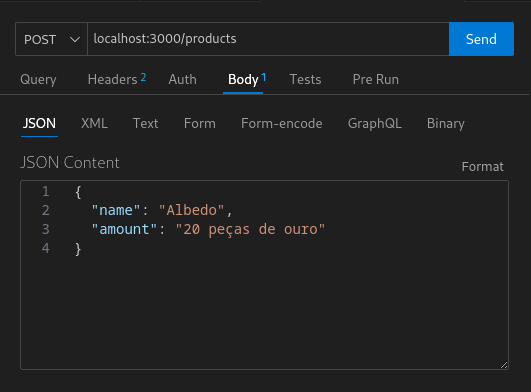 POST localhost:3000/products Send
Query Headers 2 Auth Body 1 Tests Pre Run
JSON XML Text Form Form-encode GraphQL Binary
JSON Content Format
1 {
2 "name": "Albedo",
3 "amount": "20 peças de ouro"
4 }